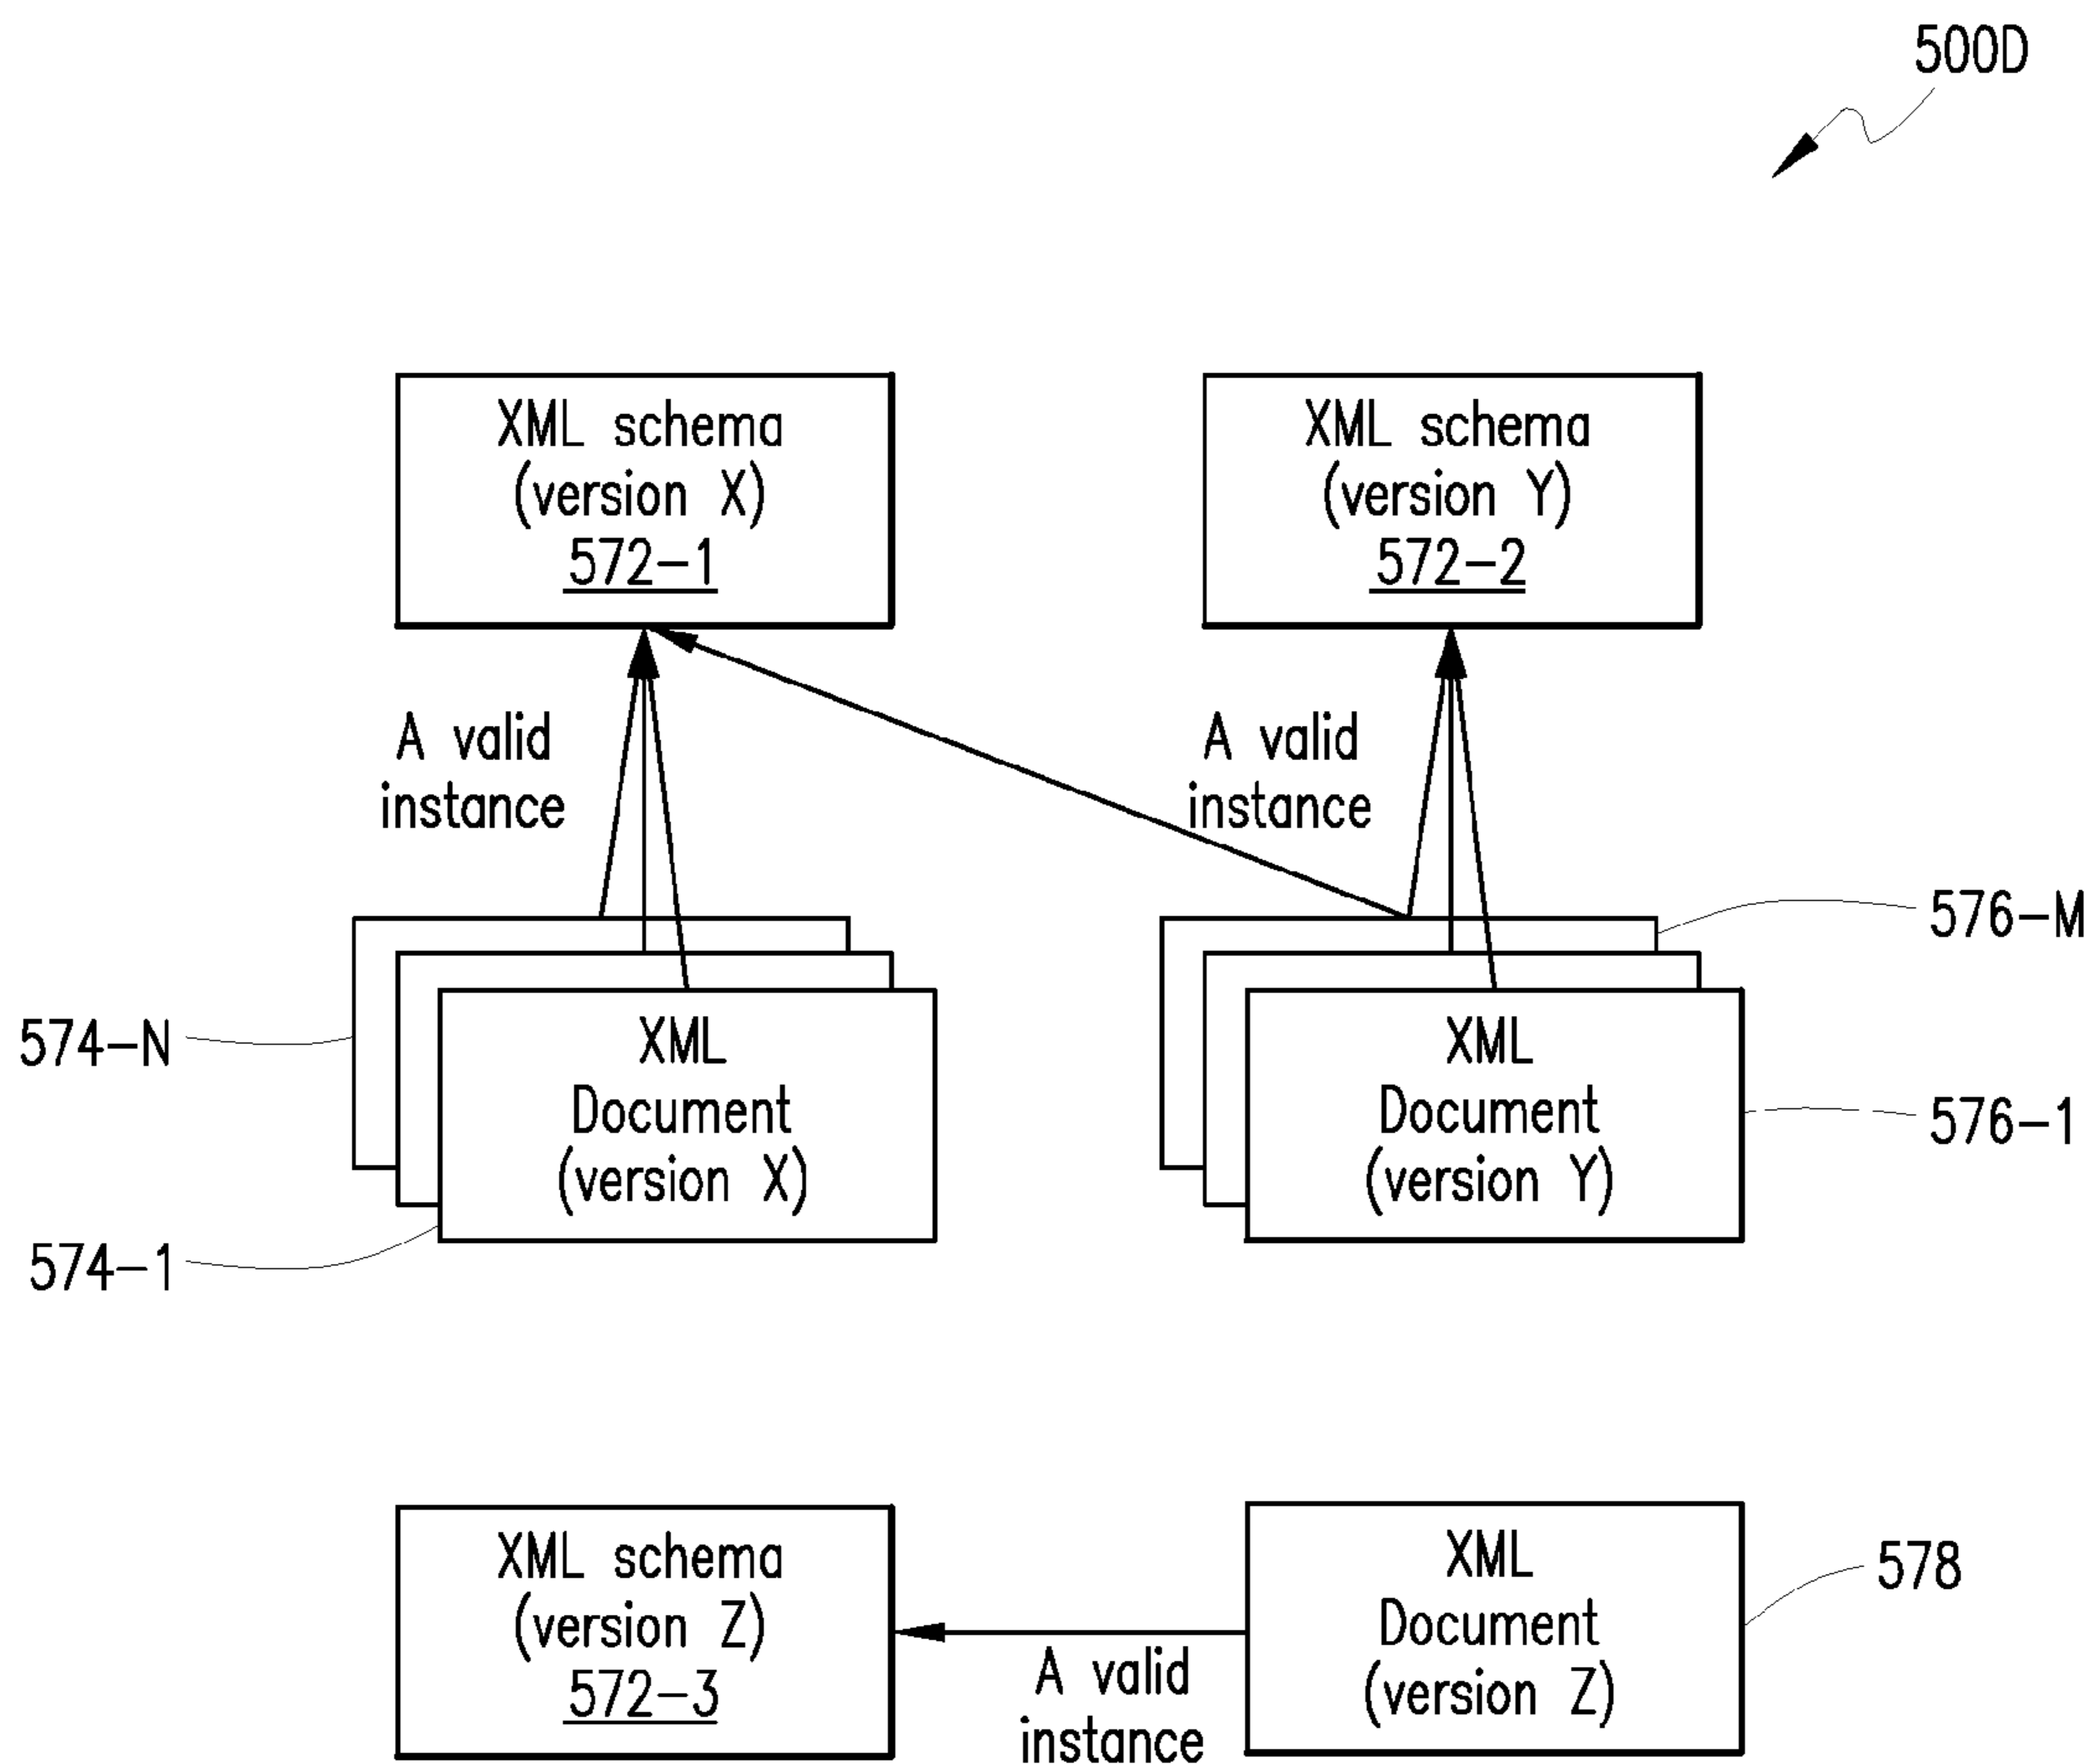 500D
XML schema
(version X)
572-1
XML schema
(version Y)
572-2
A valid
instance
A valid
instance
576-M
574-N
XML
Document
(version X)
XML
Document
(version Y)
576-1
574-1
XML schema
(version Z)
572-3
A valid
instance
XML
Document
(version Z)
578